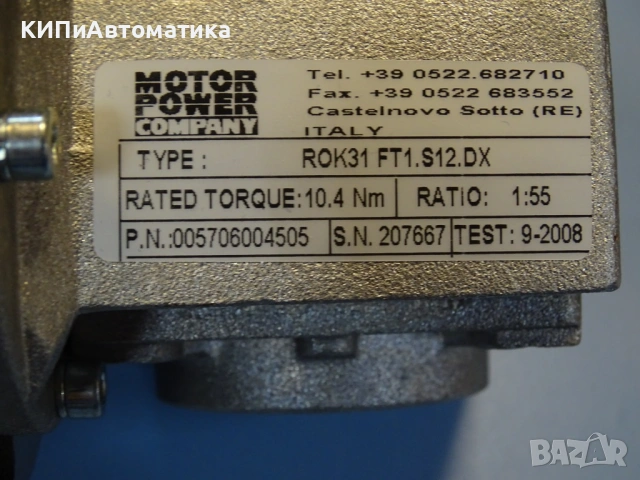 КИПиАвтоматика
MOTOR POWER COMPANY
Tel. +39 0522.682710
Fax. +39 0522 683552
Castelnovo Sotto (RE)
ITALY
TYPE : ROK31 FT1.S12.DX
RATED TORQUE: 10.4 Nm RATIO: 1:55
P.N.:005706004505 S.N. 207667 TEST: 9-2008
BAZAR